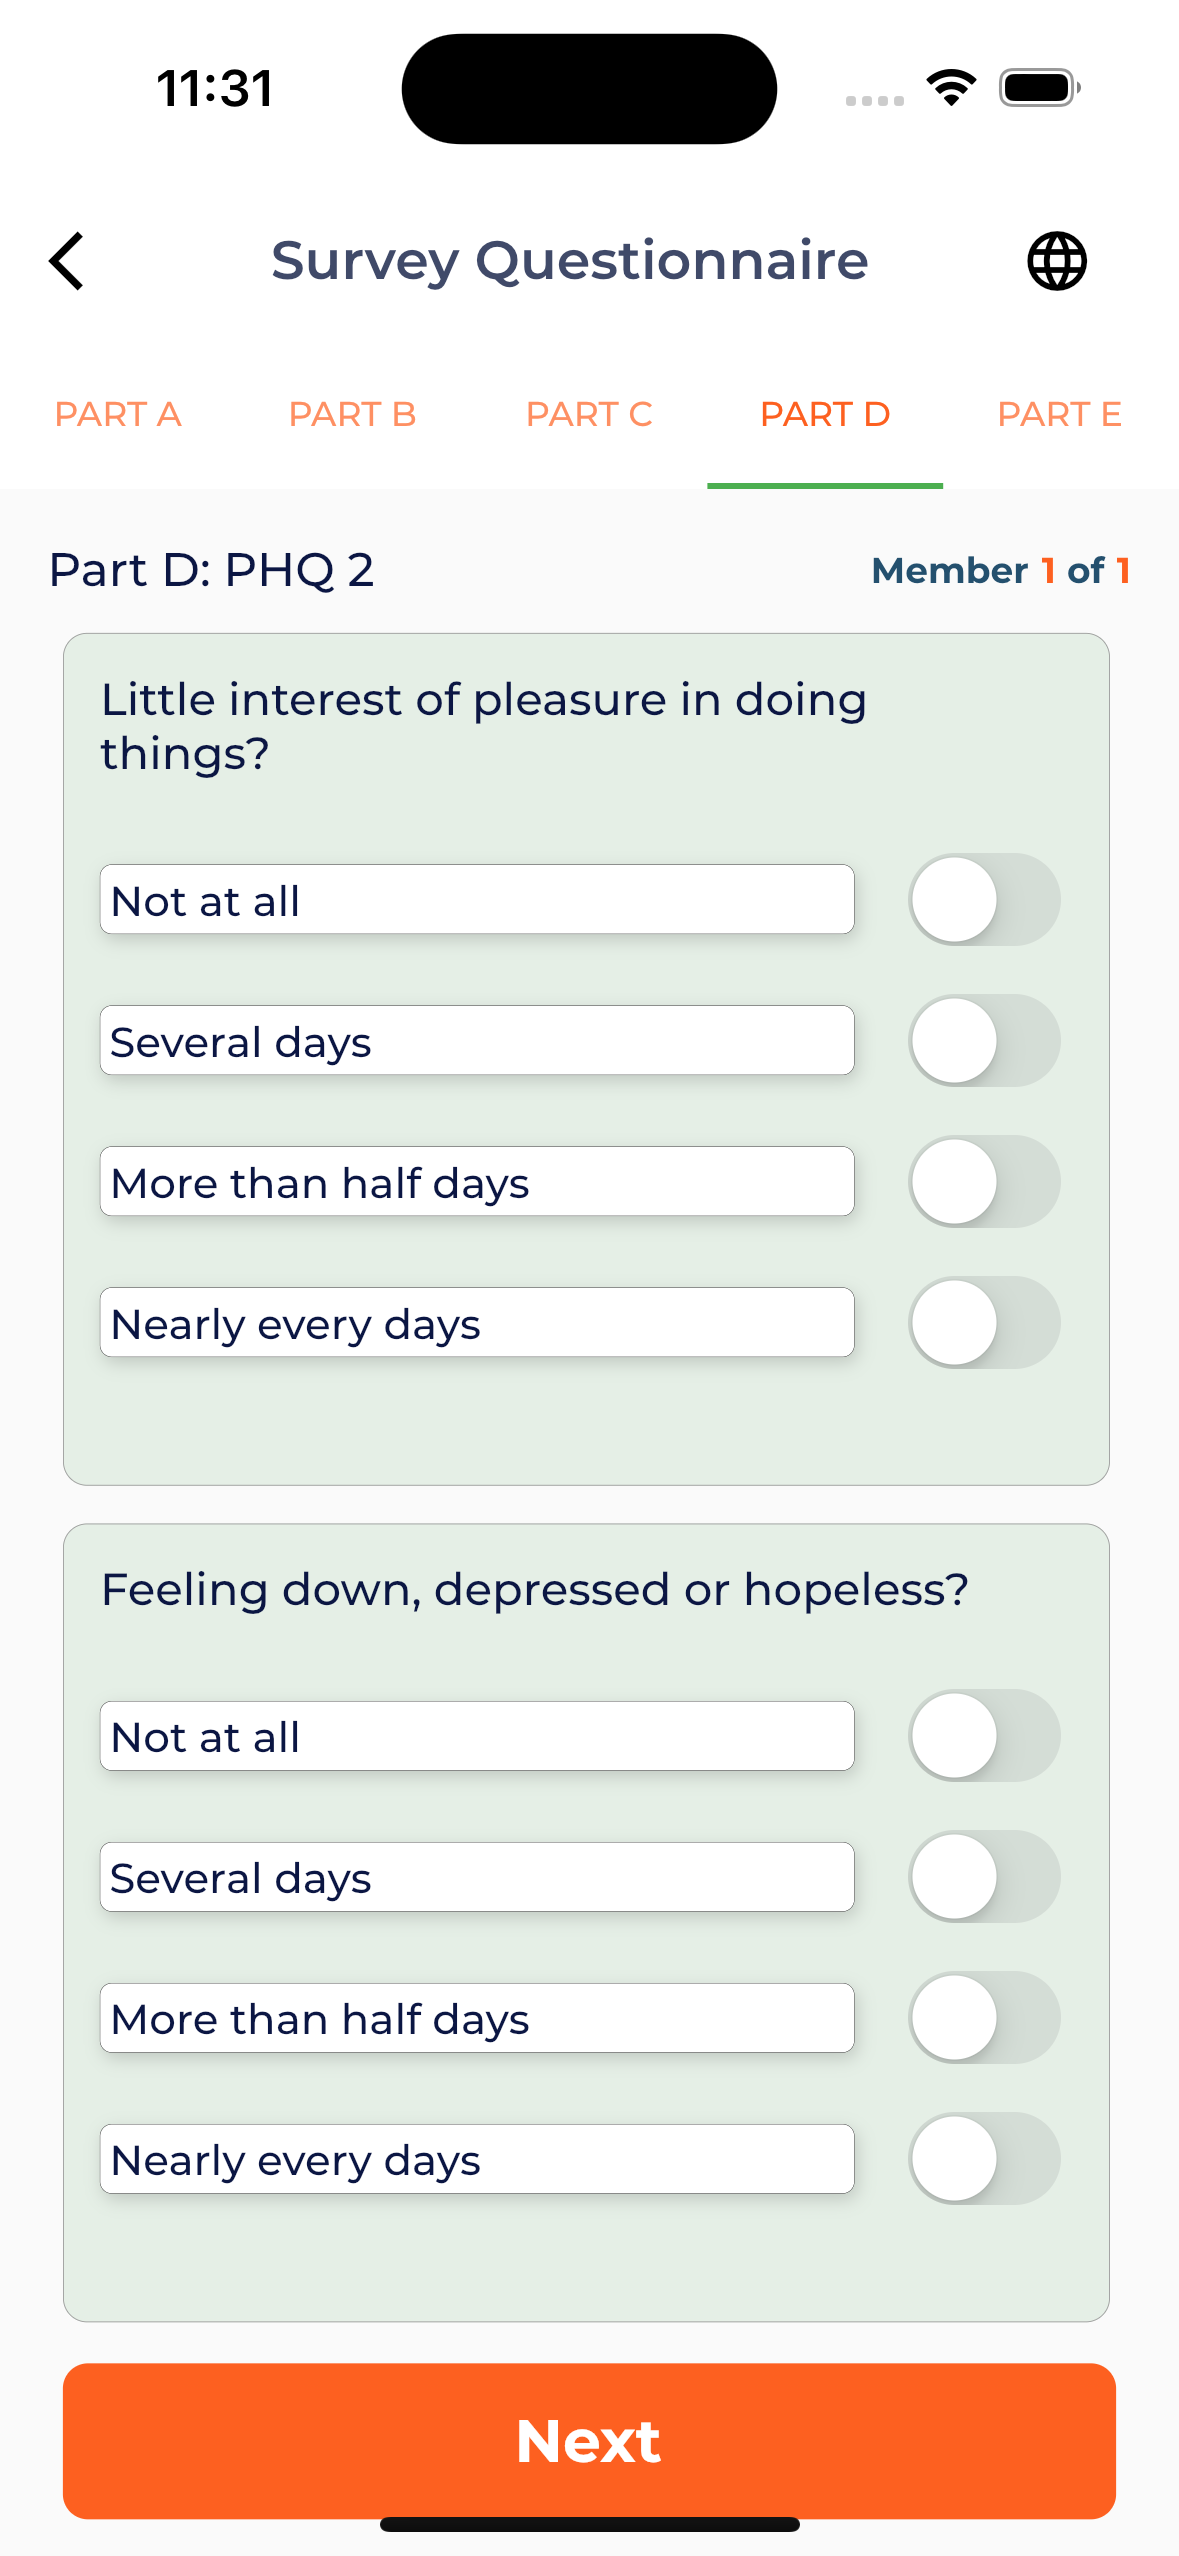 11:31
Survey Questionnaire
PART A PART B PART C PART D PART E
Part D: PHQ 2 Member 1 of 1
Little interest of pleasure in doing
things?
Not at all
Several days
More than half days
Nearly every days
Feeling down, depressed or hopeless?
Not at all
Several days
More than half days
Nearly every days
Next